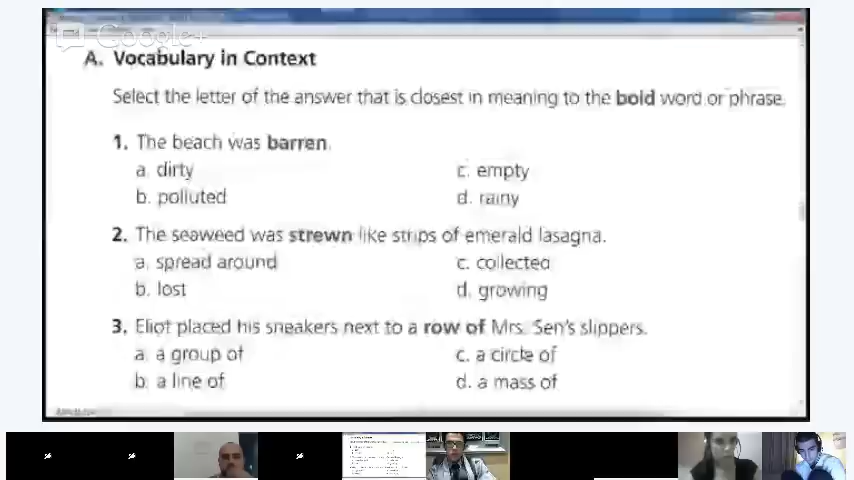 Google+
A. Vocabulary in Context
Select the letter of the answer that is closest in meaning to the bold word or phrase.
1. The beach was barren.
a. dirty
c. empty
b. polluted
d. rainy
2. The seaweed was strewn like strips of emerald lasagna.
a. spread around
c. collected
b. lost
d. growing
3. Eliot placed his sneakers next to a row of Mrs. Sen's slippers.
a. a group of
c. a circle of
b. a line of
d. a mass of